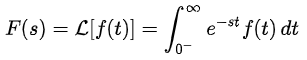 F(s) = ℒ[f(t)] = ∫_{0⁻}^{∞} e^{-st} f(t) dt